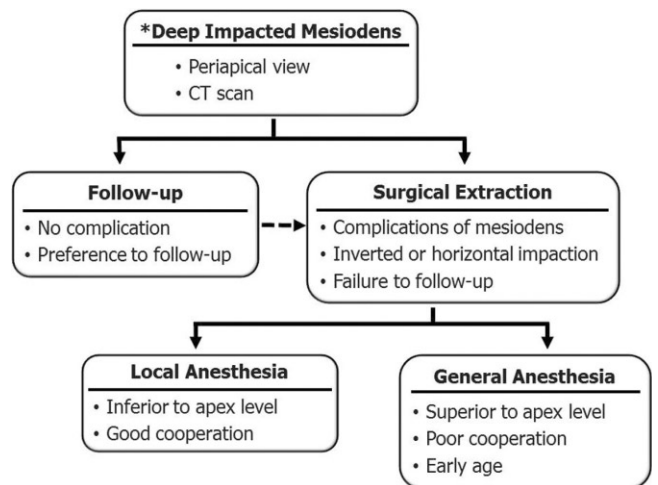 *Deep Impacted Mesiodens
• Periapical view
• CT scan
Follow-up
• No complication
• Preference to follow-up
Surgical Extraction
• Complications of mesiodens
• Inverted or horizontal impaction
• Failure to follow-up
Local Anesthesia
• Inferior to apex level
• Good cooperation
General Anesthesia
• Superior to apex level
• Poor cooperation
• Early age